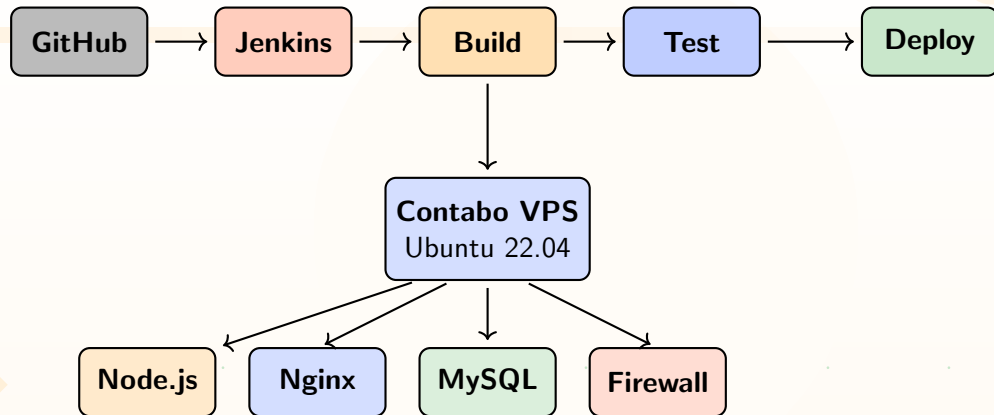 GitHub
Jenkins
Build
Test
Deploy
Contabo VPS
Ubuntu 22.04
Node.js
Nginx
MySQL
Firewall